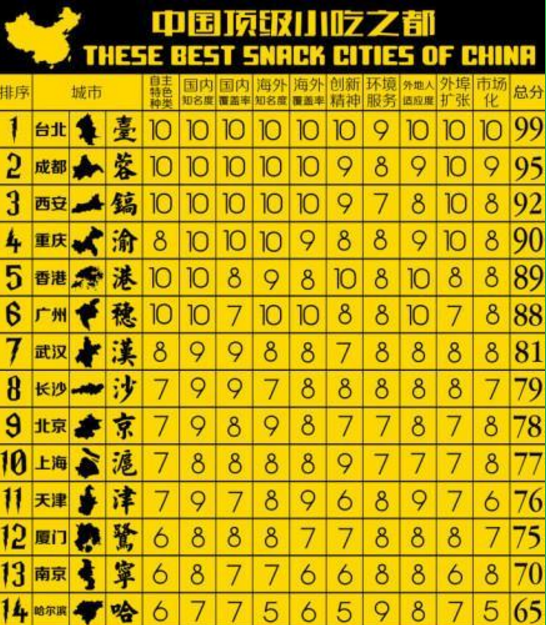 中国顶级小吃之都
THESE BEST SNACK CITIES OF CHINA
排序 城市 自主特色种类 国内知名度 国内覆盖率 海外知名度 海外覆盖率 创新精神 环境服务 外地人适应度 外埠扩张 市场化 总分
1 台北 臺 10 10 10 10 10 10 9 10 10 10 99
2 成都 蓉 10 10 10 10 10 9 8 9 10 9 95
3 西安 鎬 10 10 10 10 10 9 7 8 10 8 92
4 重庆 渝 8 10 10 10 9 8 8 9 10 8 90
5 香港 港 10 10 8 9 8 10 8 10 8 8 89
6 广州 穗 10 10 7 10 10 8 8 10 7 8 88
7 武汉 漢 8 9 9 8 8 7 8 8 8 8 81
8 长沙 沙 7 9 9 7 8 8 8 8 8 7 79
9 北京 京 7 9 8 9 8 7 7 8 7 8 78
10 上海 滬 7 8 8 8 8 9 7 7 7 8 77
11 天津 津 7 9 7 8 9 6 8 9 7 6 76
12 厦门 鷺 6 8 8 8 7 7 8 8 8 7 75
13 南京 寧 6 8 7 7 6 6 8 8 6 8 70
14 哈尔滨 哈 6 7 7 5 6 5 9 8 7 5 65